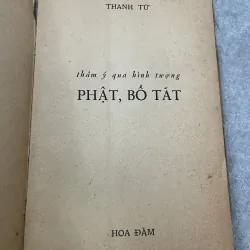 THANH TỪ
thâm ý qua hình tượng
PHẬT, BỒ TÁT
HOA ĐÀM